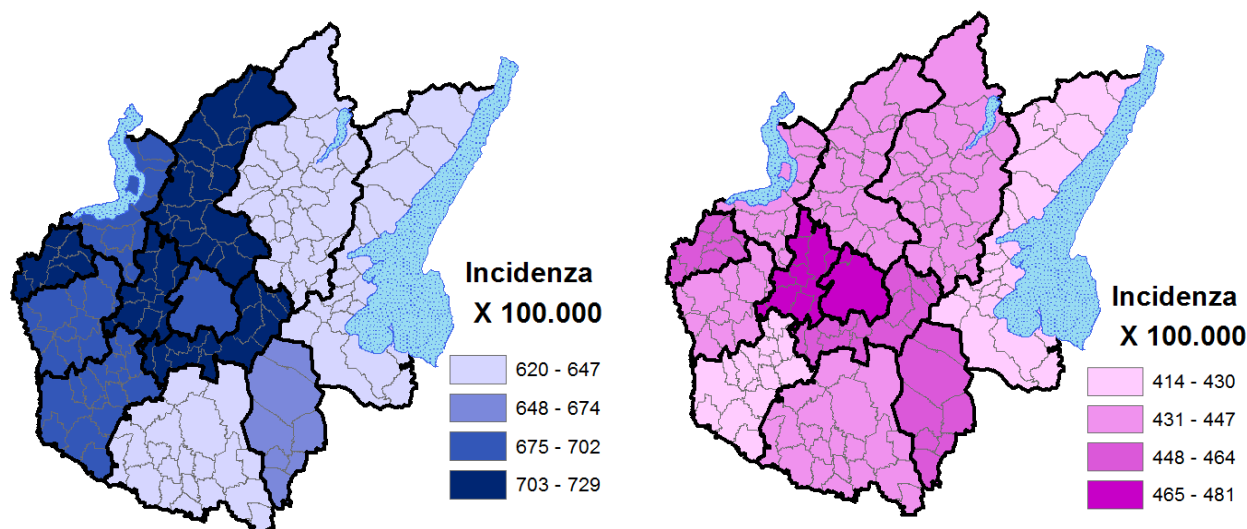 Incidenza
X 100.000
620 - 647
648 - 674
675 - 702
703 - 729
Incidenza
X 100.000
414 - 430
431 - 447
448 - 464
465 - 481